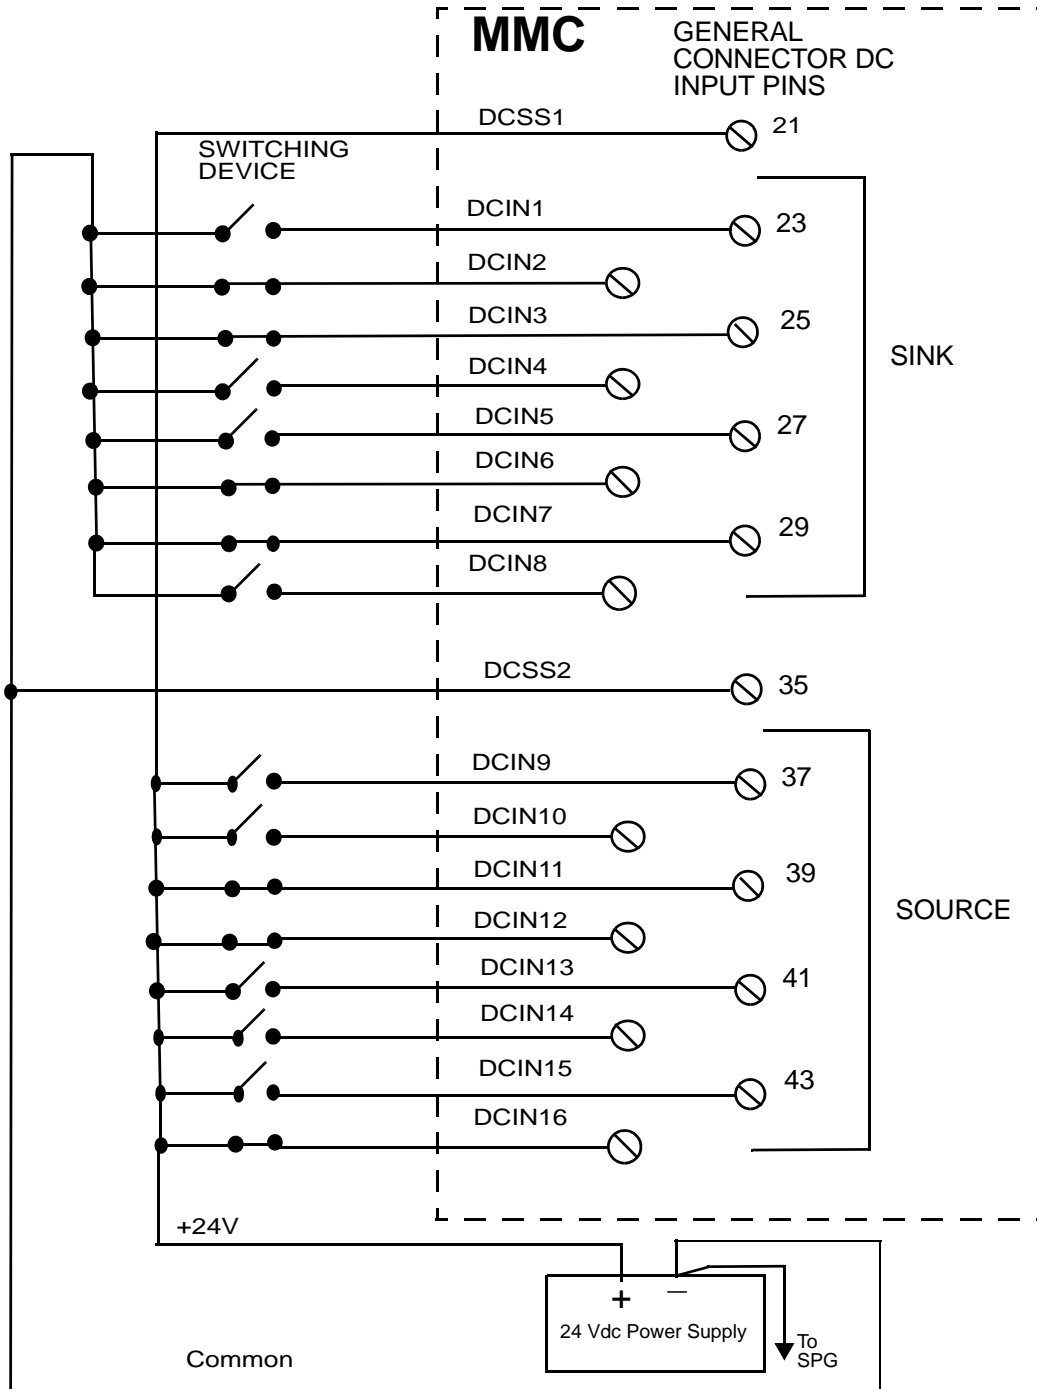 MMC
GENERAL
CONNECTOR DC
INPUT PINS
DCSS1
21
SWITCHING
DEVICE
DCIN1
23
DCIN2
DCIN3
25
SINK
DCIN4
DCIN5
27
DCIN6
DCIN7
29
DCIN8
DCSS2
35
DCIN9
37
DCIN10
DCIN11
39
SOURCE
DCIN12
DCIN13
41
DCIN14
DCIN15
43
DCIN16
+24V
+ –
24 Vdc Power Supply
To
SPG
Common